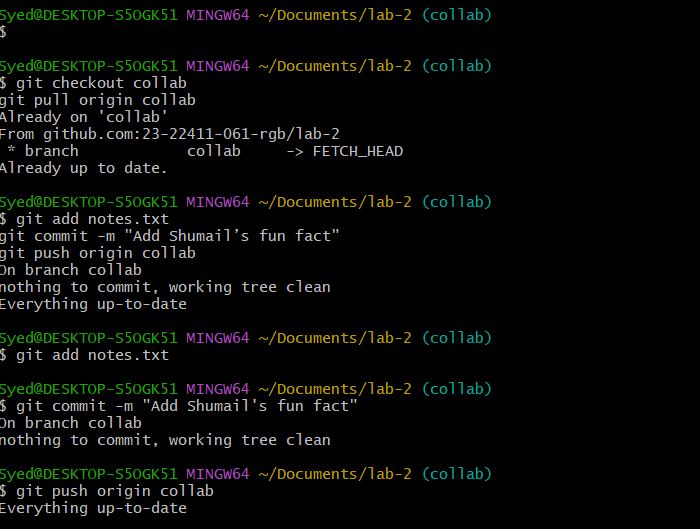 Syed@DESKTOP-S5OGK51 MINGW64 ~/Documents/lab-2 (collab)
$
Syed@DESKTOP-S5OGK51 MINGW64 ~/Documents/lab-2 (collab)
$ git checkout collab
git pull origin collab
Already on 'collab'
From github.com:23-22411-061-rgb/lab-2
 * branch            collab     -> FETCH_HEAD
Already up to date.
Syed@DESKTOP-S5OGK51 MINGW64 ~/Documents/lab-2 (collab)
$ git add notes.txt
git commit -m "Add Shumail’s fun fact"
git push origin collab
On branch collab
nothing to commit, working tree clean
Everything up-to-date
Syed@DESKTOP-S5OGK51 MINGW64 ~/Documents/lab-2 (collab)
$ git add notes.txt
Syed@DESKTOP-S5OGK51 MINGW64 ~/Documents/lab-2 (collab)
$ git commit -m "Add Shumail's fun fact"
On branch collab
nothing to commit, working tree clean
Syed@DESKTOP-S5OGK51 MINGW64 ~/Documents/lab-2 (collab)
$ git push origin collab
Everything up-to-date